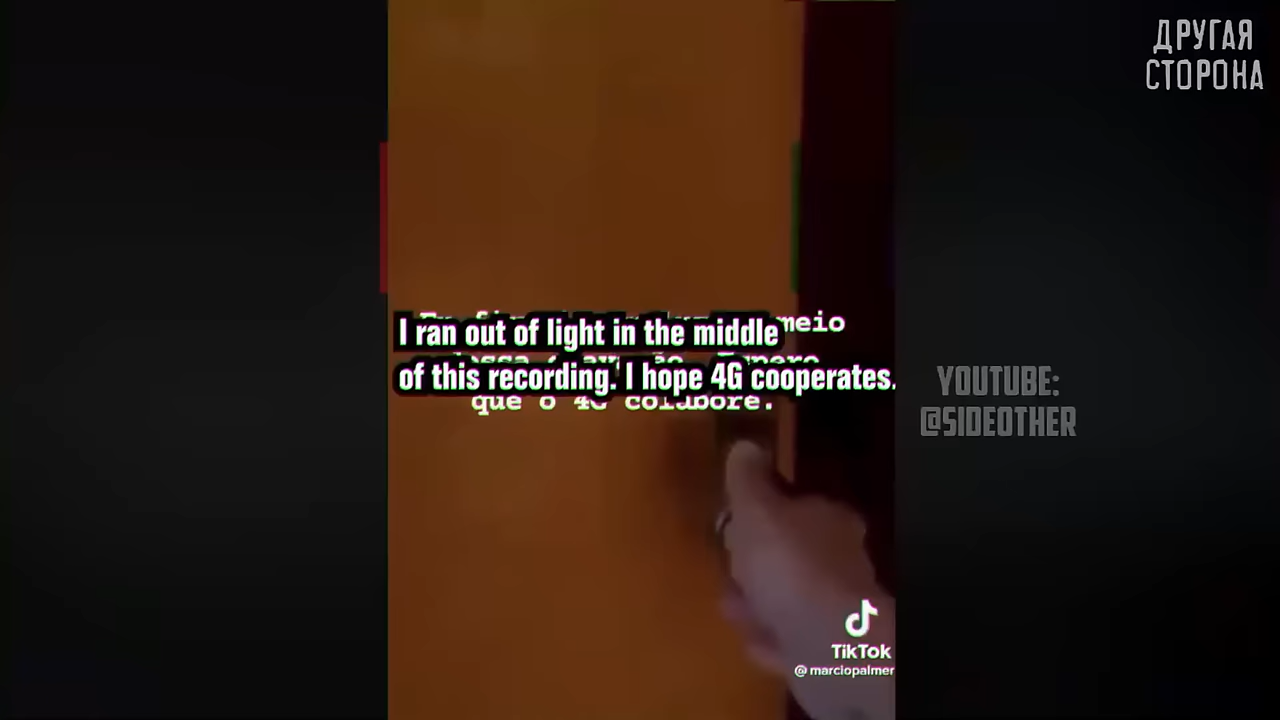 ДРУГАЯ
СТОРОНА
I ran out of light in the middle
of this recording. I hope 4G cooperates.
meio
que o 4G colabore.
YOUTUBE:
@SIDEOTHER
TikTok
@marciopalmer